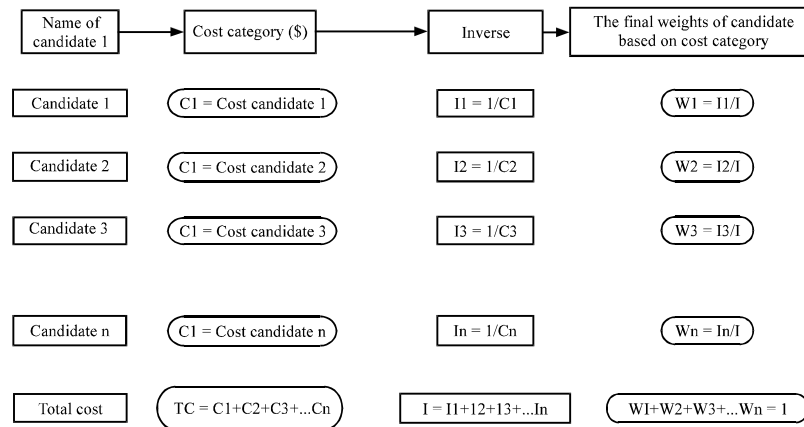 Name of
candidate 1
Cost category ($)
Inverse
The final weights of candidate
based on cost category
Candidate 1
C1 = Cost candidate 1
I1 = 1/C1
W1 = I1/I
Candidate 2
C1 = Cost candidate 2
I2 = 1/C2
W2 = I2/I
Candidate 3
C1 = Cost candidate 3
I3 = 1/C3
W3 = I3/I
Candidate n
C1 = Cost candidate n
In = 1/Cn
Wn = In/I
Total cost
TC = C1+C2+C3+...Cn
I = I1+12+13+...In
WI+W2+W3+...Wn = 1